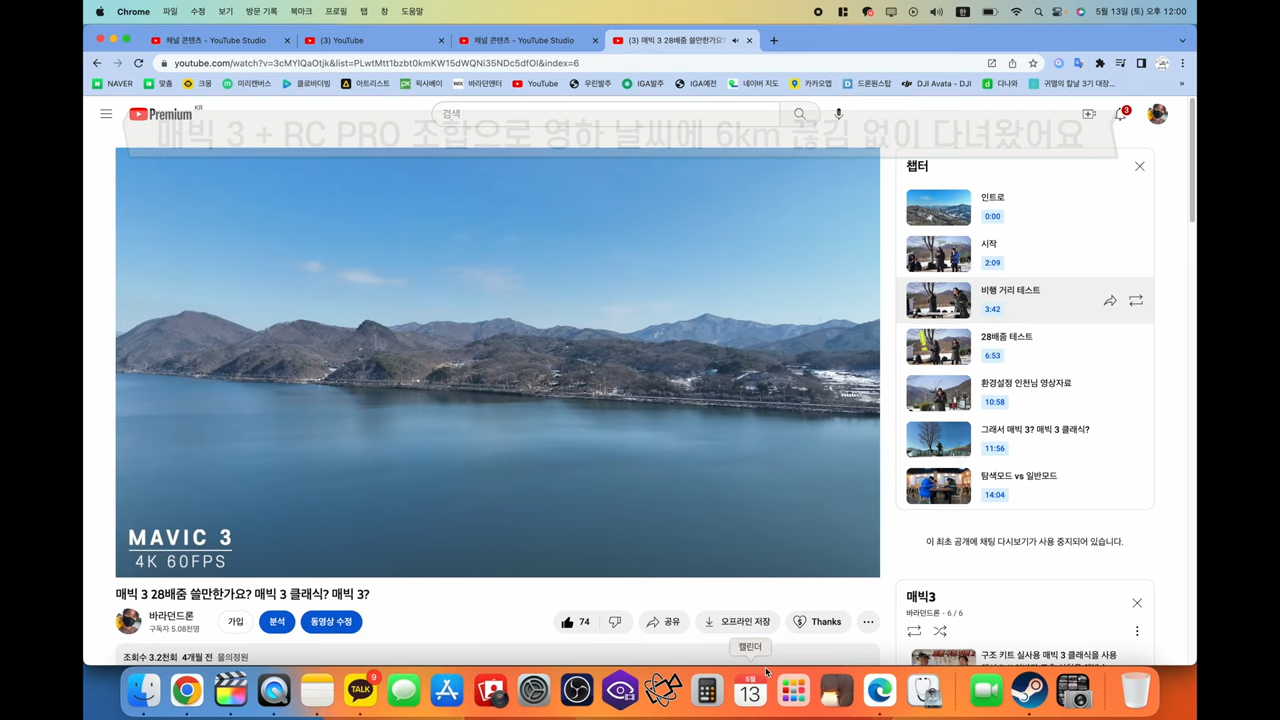 Chrome 파일 수정 보기 방문 기록 북마크 프로필 탭 창 도움말 한 5월 13일 (토) 오후 12:00
채널 콘텐츠 - YouTube Studio (3) YouTube 채널 콘텐츠 - YouTube Studio (3) 매빅 3 28배줌 쓸만한가요?
youtube.com/watch?v=3cMYlQaOtjk&list=PLwtMtt1bzbt0kmKW15dWQNi35NDc5dfOl&index=6
NAVER 맞춤 크몽 미리캔버스 클로바더빙 아트리스트 픽사베이 바라던엔터 YouTube 우린발주 IGA발주 IGA예전 네이버 지도 카카오맵 드론원스탑 DJI Avata - DJI 다나와 귀멸의 칼날 3기 대장...
Premium KR
검색
3
매빅 3 + RC PRO 조합으로 영하 날씨에 6km 끊김 없이 다녀왔어요
챕터
인트로
0:00
시작
2:09
비행 거리 테스트
3:42
28배줌 테스트
6:53
환경설정 인천님 영상자료
10:58
그래서 매빅 3? 매빅 3 클래식?
11:56
탐색모드 vs 일반모드
14:04
이 최초 공개에 채팅 다시보기가 사용 중지되어 있습니다.
MAVIC 3
4K 60FPS
매빅 3 28배줌 쓸만한가요? 매빅 3 클래식? 매빅 3?
바라던드론
구독자 5.08천명
가입 분석 동영상 수정 74 공유 오프라인 저장 Thanks
조회수 3.2천회 4개월 전 물의정원
매빅3
바라던드론 - 6 / 6
구조 키트 실사용 매빅 3 클래식을 사용
캘린더
TALK
9
5월
13